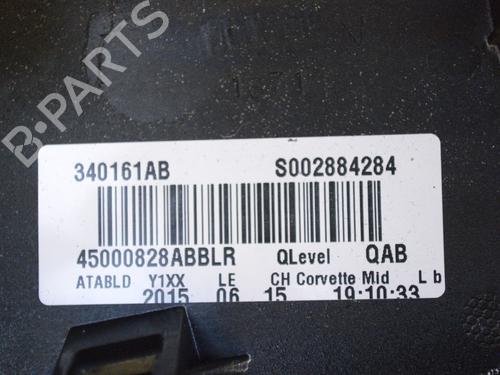 B-PARTS
340161AB S002884284
45000828ABBLR QLevel QAB
ATABLD Y1XX LE CH Corvette Mid L b
2015 06 15 19:10:33